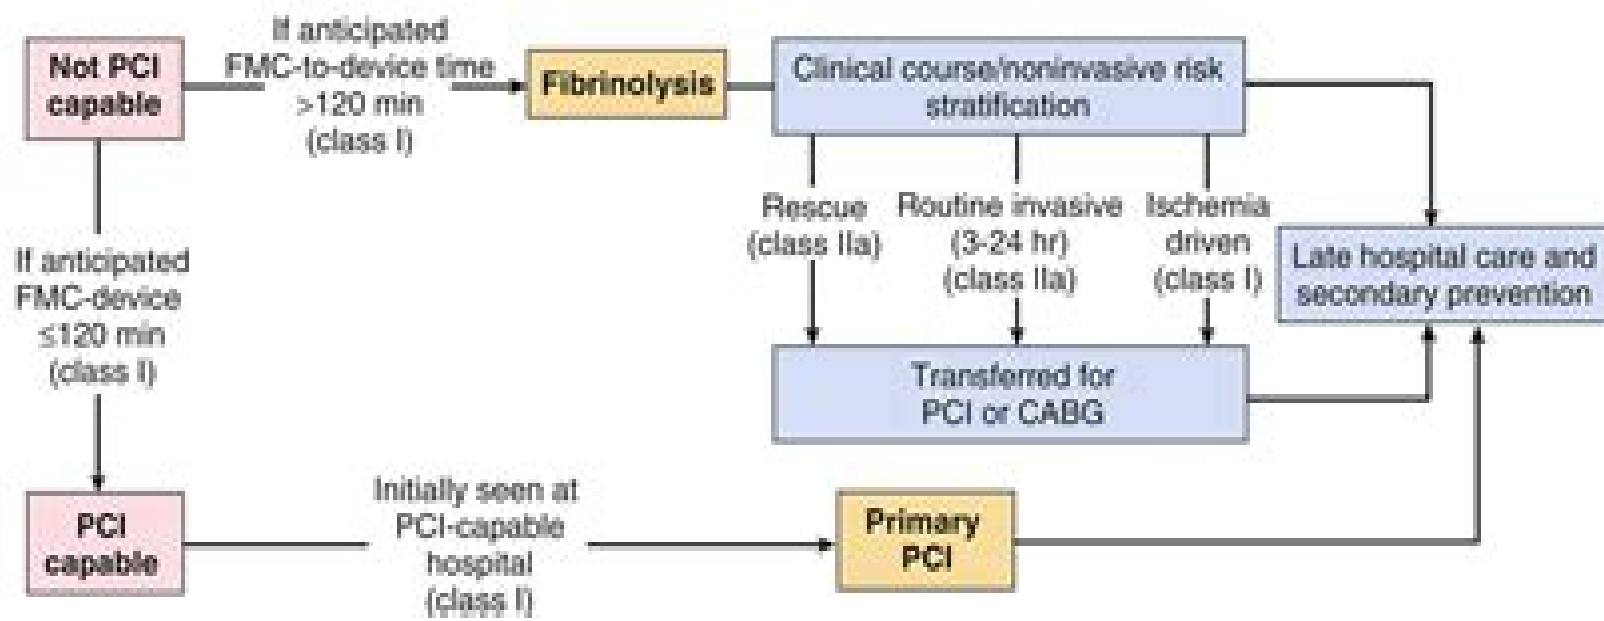 Not PCI
capable
If anticipated
FMC-to-device time
>120 min
(class I)
Fibrinolysis
Clinical course/noninvasive risk
stratification
Rescue
(class IIa)
Routine invasive
(3-24 hr)
(class IIa)
Ischemia
driven
(class I)
Late hospital care and
secondary prevention
If anticipated
FMC-device
≤120 min
(class I)
Transferred for
PCI or CABG
PCI
capable
Initially seen at
PCI-capable
hospital
(class I)
Primary
PCI